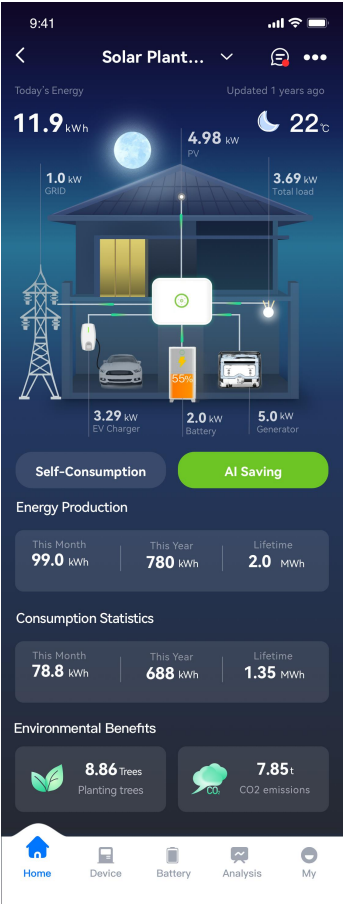 9:41
Solar Plant...
Today's Energy
Updated 1 years ago
11.9 kWh
22°C
4.98 kW
PV
1.0 kW
GRID
3.69 kW
Total load
55%
3.29 kW
EV Charger
2.0 kW
Battery
5.0 kW
Generator
Self-Consumption
AI Saving
Energy Production
This Month
This Year
Lifetime
99.0 kWh
780 kWh
2.0 MWh
Consumption Statistics
This Month
This Year
Lifetime
78.8 kWh
688 kWh
1.35 MWh
Environmental Benefits
8.86 Trees
Planting trees
CO₂
7.85 t
CO2 emissions
Home
Device
Battery
Analysis
My